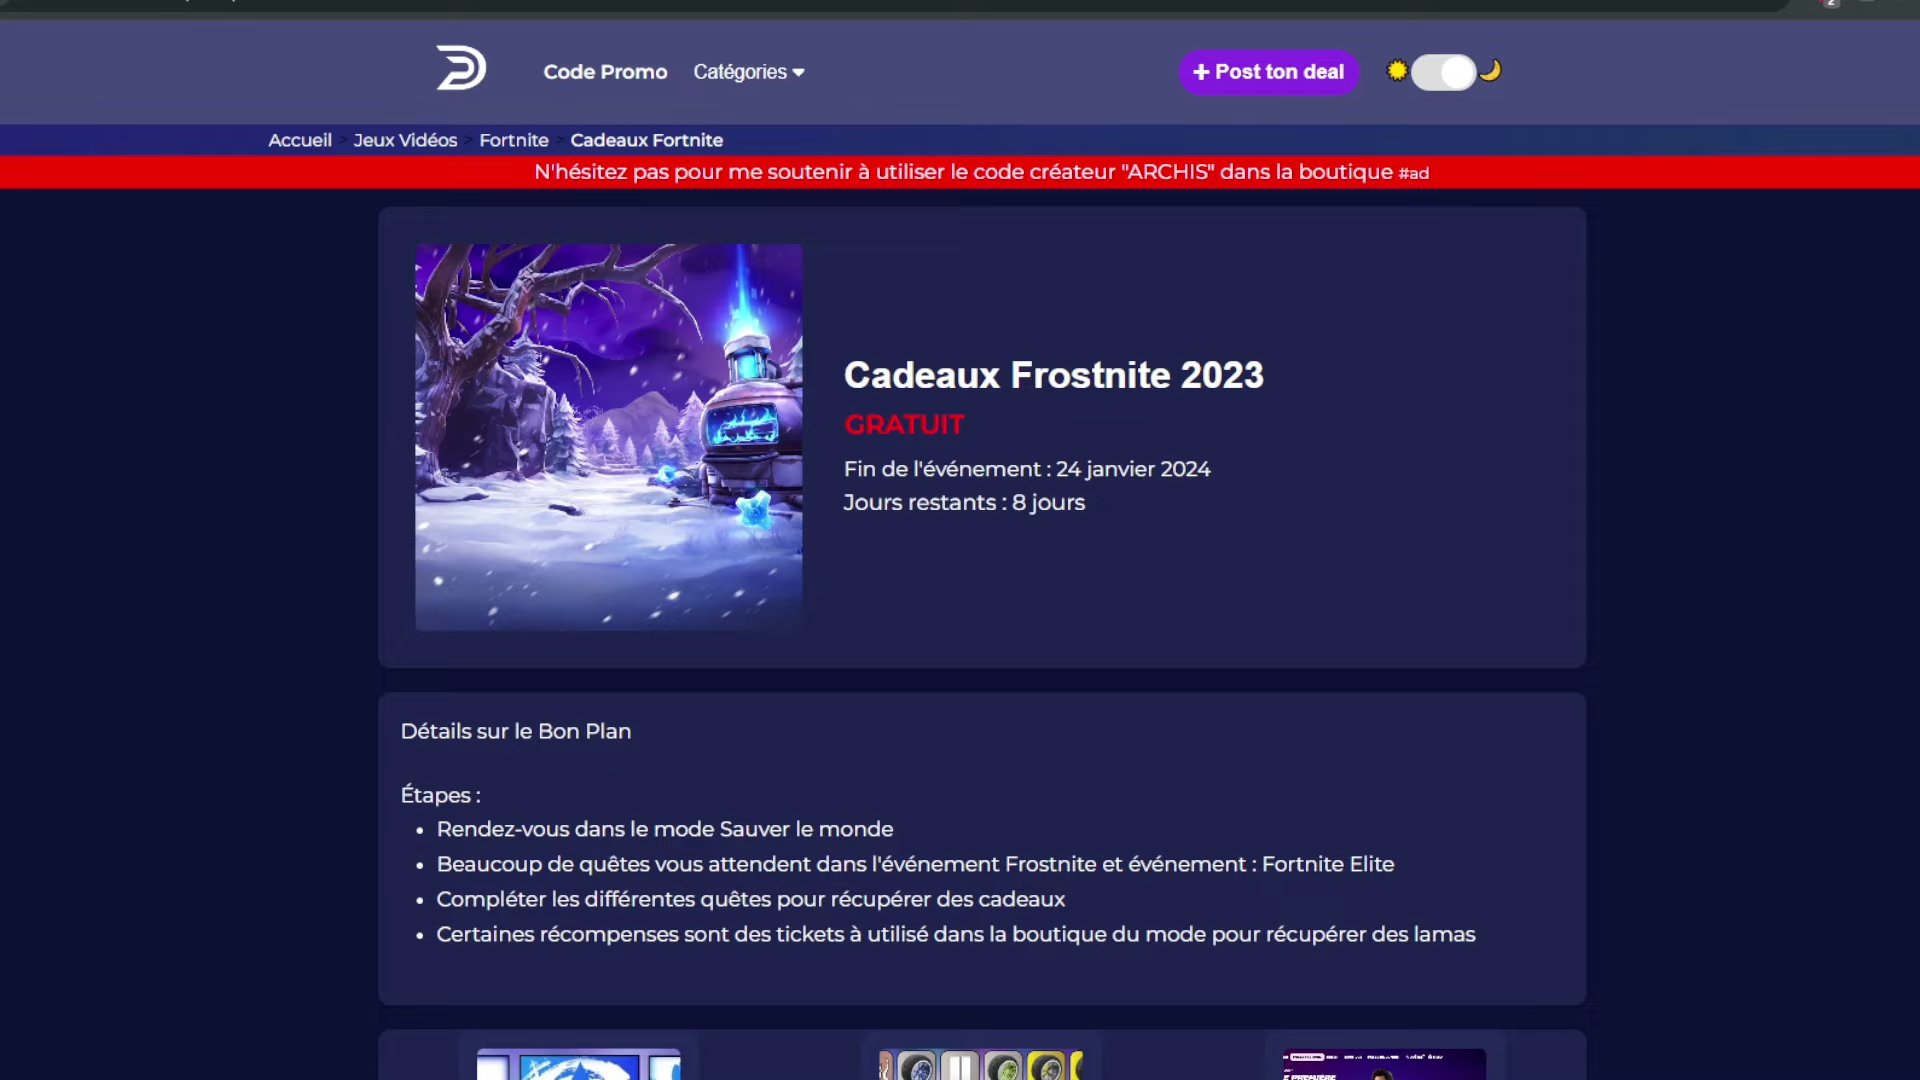 Code Promo
Catégories
+ Post ton deal
Accueil > Jeux Vidéos > Fortnite > Cadeaux Fortnite
N'hésitez pas pour me soutenir à utiliser le code créateur "ARCHIS" dans la boutique #ad
Cadeaux Frostnite 2023
GRATUIT
Fin de l'événement : 24 janvier 2024
Jours restants : 8 jours
Détails sur le Bon Plan
Étapes :
• Rendez-vous dans le mode Sauver le monde
• Beaucoup de quêtes vous attendent dans l'événement Frostnite et événement : Fortnite Elite
• Compléter les différentes quêtes pour récupérer des cadeaux
• Certaines récompenses sont des tickets à utilisé dans la boutique du mode pour récupérer des lamas